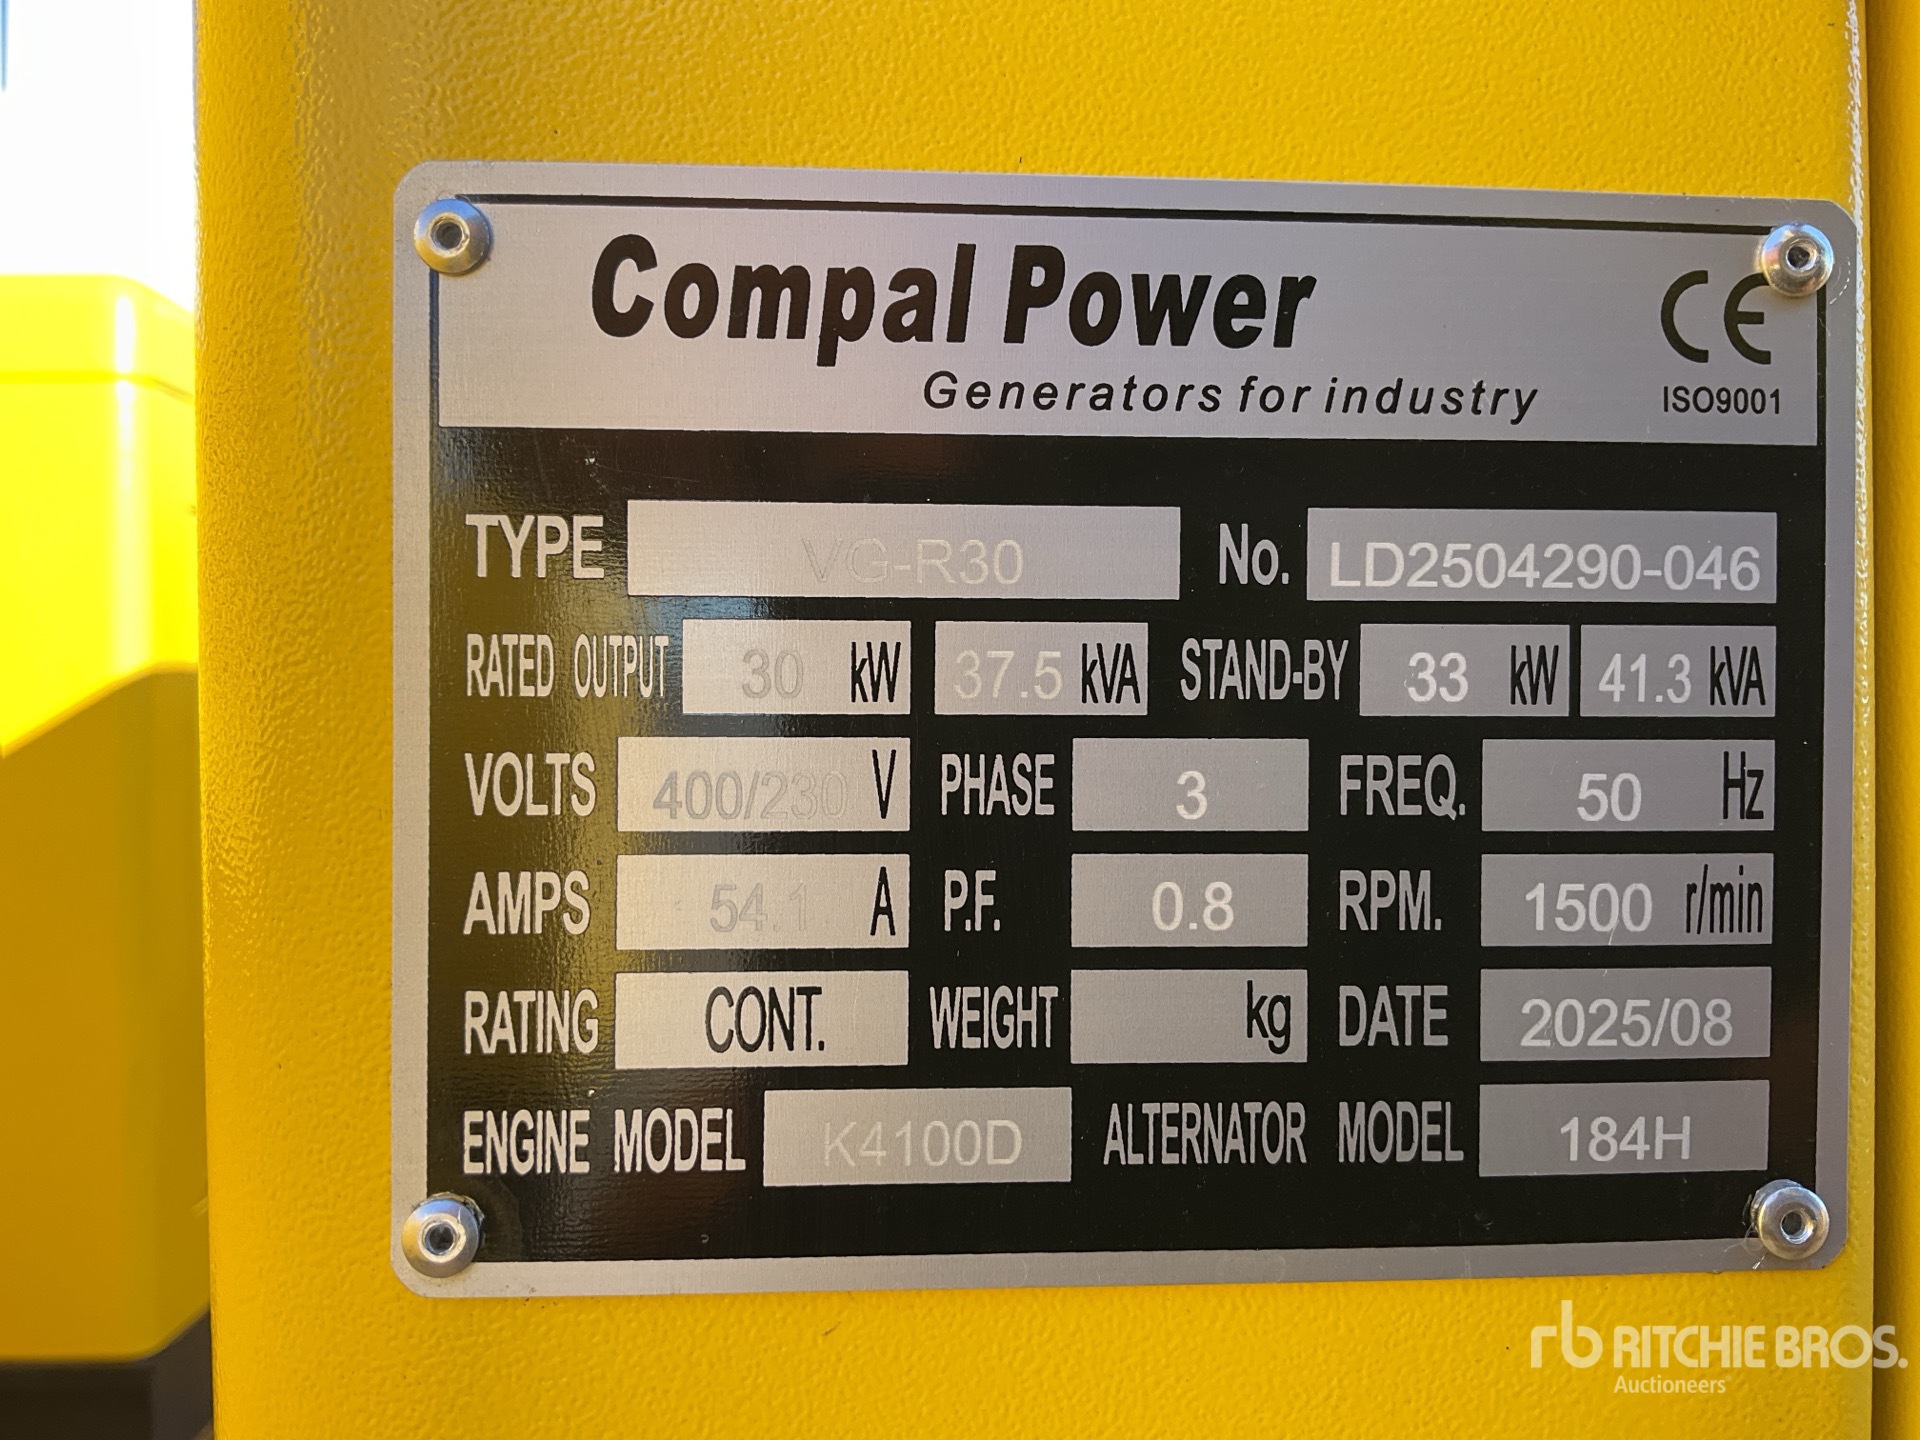 Compal Power
CE
Generators for industry
ISO9001
TYPE VG-R30 No. LD2504290-046
RATED OUTPUT 30 kW 37.5 kVA STAND-BY 33 kW 41.3 kVA
VOLTS 400/230 V PHASE 3 FREQ. 50 Hz
AMPS 54.1 A P.F. 0.8 RPM. 1500 r/min
RATING CONT. WEIGHT kg DATE 2025/08
ENGINE MODEL K4100D ALTERNATOR MODEL 184H
rb RITCHIE BROS.
Auctioneers